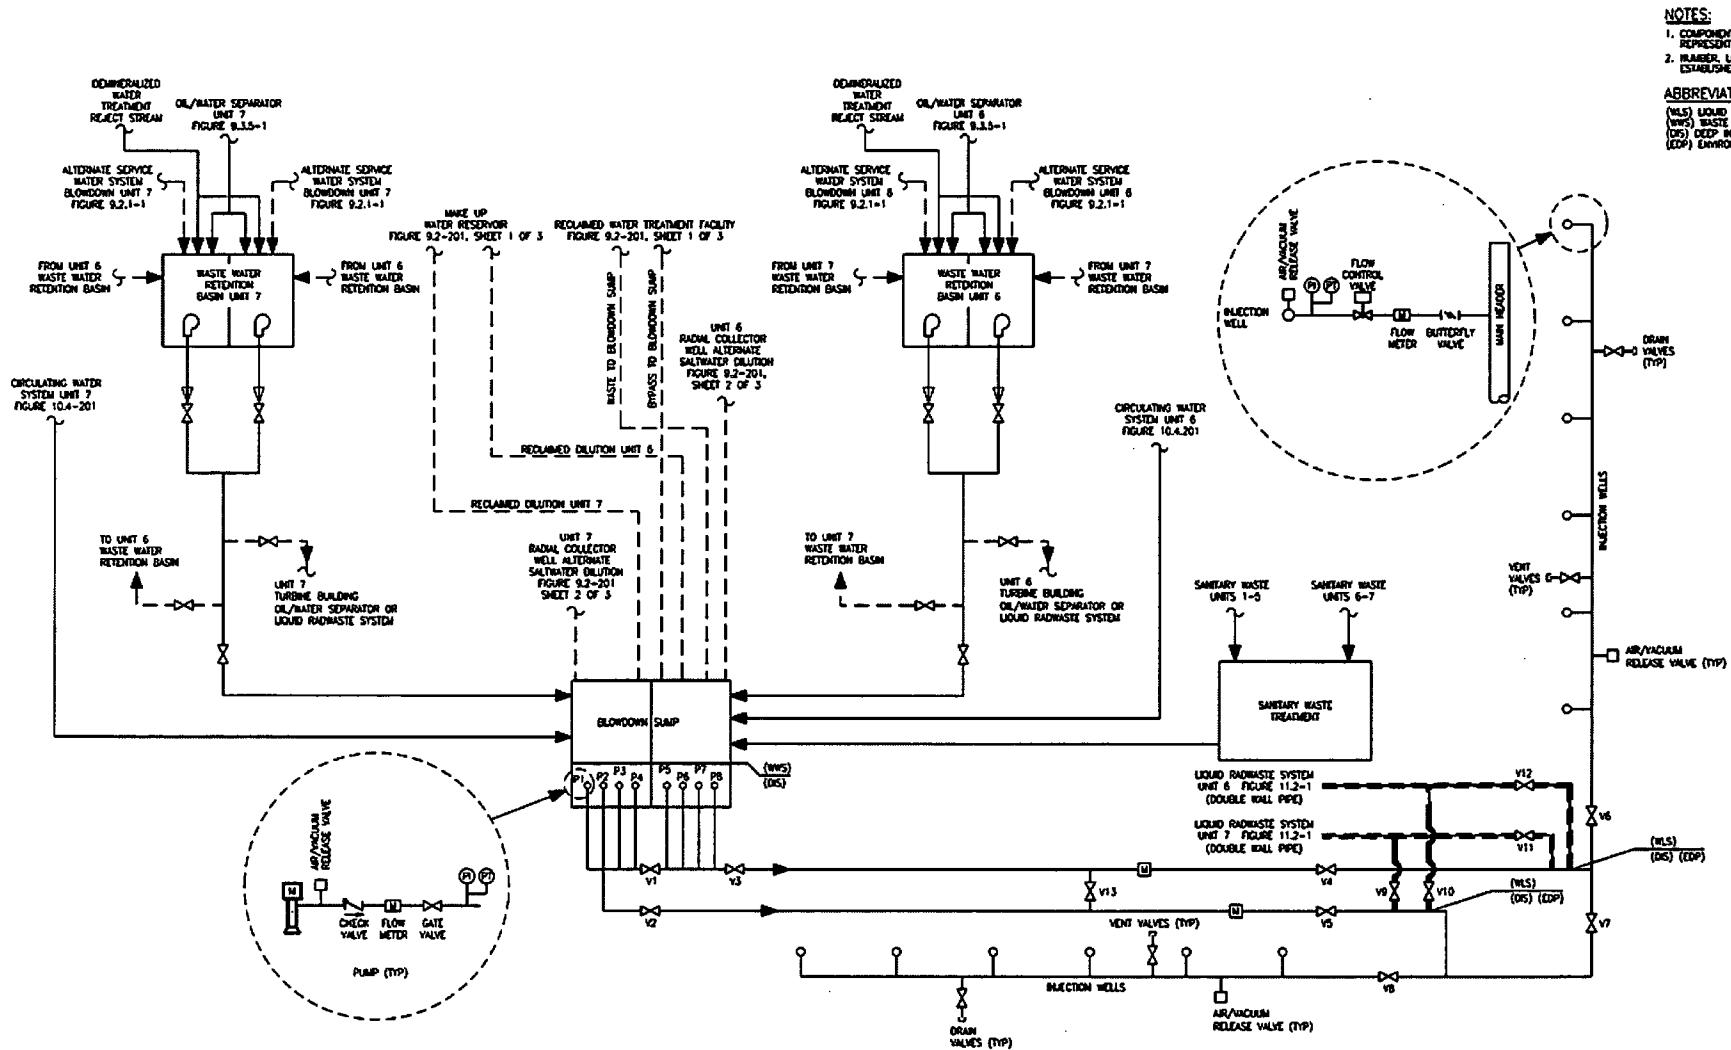 NOTES:
1. COMPONEN
REPRESENT
2. NUMBER, L
ESTABLISHE
ABBREVIAT
(WLS) LIQUID
(WWS) WASTE
(DIS) DEEP IN
(EDP) ENVIRO
DEMINERALIZED
WATER
TREATMENT
REJECT STREAM
OIL/WATER SEPARATOR
UNIT 7
FIGURE 9.3.5-1
ALTERNATE SERVICE
WATER SYSTEM
BLOWDOWN UNIT 7
FIGURE 9.2.1-1
ALTERNATE SERVICE
WATER SYSTEM
BLOWDOWN UNIT 7
FIGURE 9.2.1-1
FROM UNIT 6
WASTE WATER
RETENTION BASIN
WASTE WATER
RETENTION
BASIN UNIT 7
FROM UNIT 6
WASTE WATER
RETENTION BASIN
MAKE UP
WATER RESERVOIR
FIGURE 9.2-201, SHEET 1 OF 3
RECLAIMED WATER TREATMENT FACILITY
FIGURE 9.2-201, SHEET 1 OF 3
DEMINERALIZED
WATER
TREATMENT
REJECT STREAM
OIL/WATER SEPARATOR
UNIT 6
FIGURE 9.3.5-1
ALTERNATE SERVICE
WATER SYSTEM
BLOWDOWN UNIT 6
FIGURE 9.2.1-1
ALTERNATE SERVICE
WATER SYSTEM
BLOWDOWN UNIT 6
FIGURE 9.2.1-1
FROM UNIT 7
WASTE WATER
RETENTION BASIN
WASTE WATER
RETENTION
BASIN UNIT 6
FROM UNIT 7
WASTE WATER
RETENTION BASIN
WASTE TO BLOWDOWN SUMP
BYPASS TO BLOWDOWN SUMP
UNIT 6
RADIAL COLLECTOR
WELL ALTERNATE
SALTWATER DILUTION
FIGURE 9.2-201,
SHEET 2 OF 3
AIR/VACUUM
RELEASE VALVE
PI
PT
FLOW
CONTROL
VALVE
INJECTION
WELL
M
FLOW
METER
BUTTERFLY
VALVE
MAIN HEADER
DRAIN
VALVES
(TYP)
CIRCULATING WATER
SYSTEM UNIT 7
FIGURE 10.4-201
CIRCULATING WATER
SYSTEM UNIT 6
FIGURE 10.4.201
RECLAIMED DILUTION UNIT 6
RECLAIMED DILUTION UNIT 7
INJECTION WELLS
TO UNIT 6
WASTE WATER
RETENTION BASIN
UNIT 7
TURBINE BUILDING
OIL/WATER SEPARATOR OR
LIQUID RADWASTE SYSTEM
UNIT 7
RADIAL COLLECTOR
WELL ALTERNATE
SALTWATER DILUTION
FIGURE 9.2-201
SHEET 2 OF 3
TO UNIT 7
WASTE WATER
RETENTION BASIN
UNIT 6
TURBINE BUILDING
OIL/WATER SEPARATOR OR
LIQUID RADWASTE SYSTEM
SANITARY WASTE
UNITS 1-5
SANITARY WASTE
UNITS 6-7
VENT
VALVES
(TYP)
AIR/VACUUM
RELEASE VALVE (TYP)
SANITARY WASTE
TREATMENT
BLOWDOWN SUMP
P1
P2
P3
P4
P5
P6
P7
P8
(WWS)
(DIS)
LIQUID RADWASTE SYSTEM
UNIT 6 FIGURE 11.2-1
(DOUBLE WALL PIPE)
V12
LIQUID RADWASTE SYSTEM
UNIT 7 FIGURE 11.2-1
(DOUBLE WALL PIPE)
V11
V6
(WLS)
(DIS) (EDP)
V1
V3
M
V4
V13
V9
V10
(WLS)
(DIS) (EDP)
V2
M
V5
V7
AIR/VACUUM
RELEASE VALVE
M
PI
PT
CHECK
VALVE
M
FLOW
METER
GATE
VALVE
PUMP (TYP)
VENT VALVES (TYP)
INJECTION WELLS
V8
DRAIN
VALVES (TYP)
AIR/VACUUM
RELEASE VALVE (TYP)